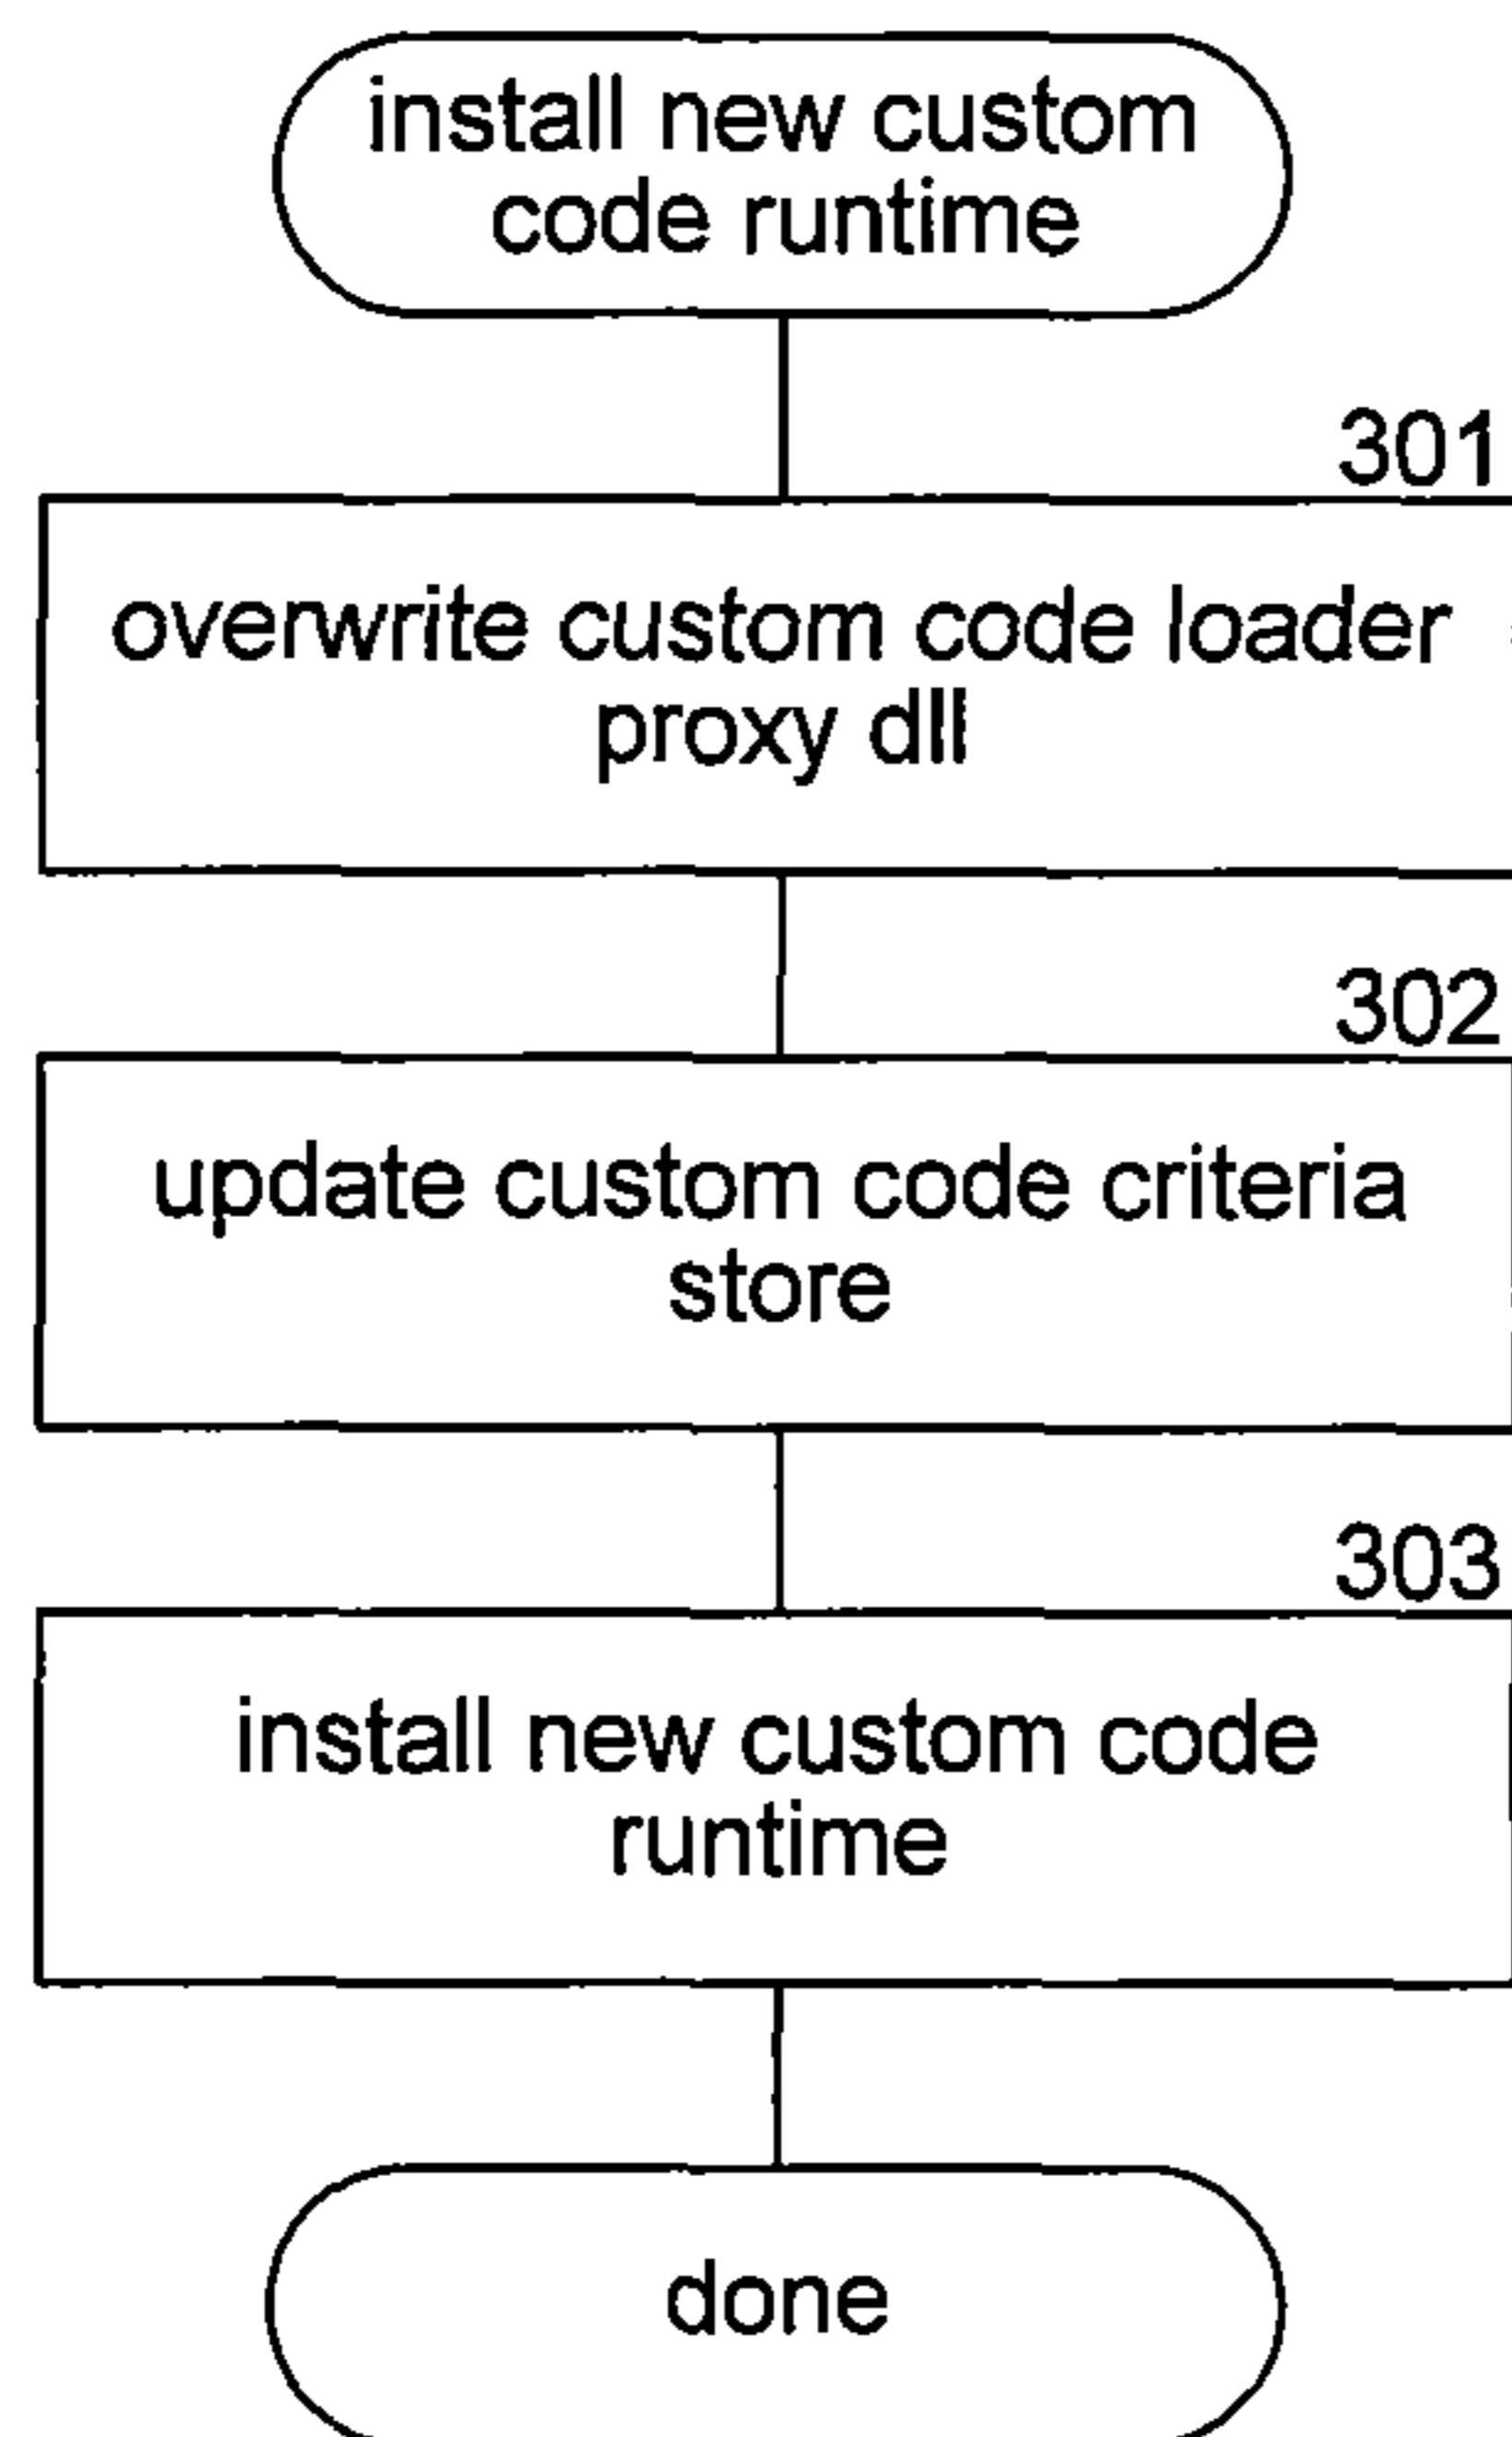 install new custom
code runtime
301
overwrite custom code loader
proxy dll
302
update custom code criteria
store
303
install new custom code
runtime
done